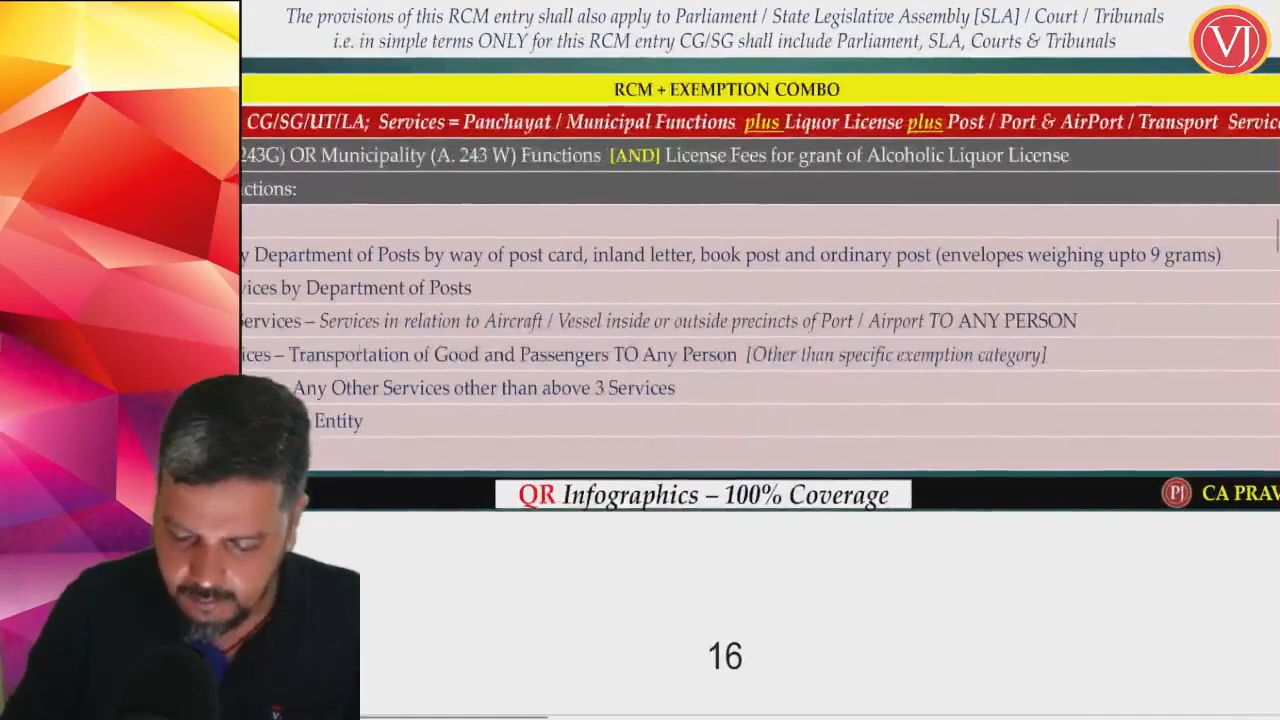 The provisions of this RCM entry shall also apply to Parliament / State Legislative Assembly [SLA] / Court / Tribunals
i.e. in simple terms ONLY for this RCM entry CG/SG shall include Parliament, SLA, Courts & Tribunals
VJ
RCM + EXEMPTION COMBO
CG/SG/UT/LA; Services = Panchayat / Municipal Functions plus Liquor License plus Post / Port & AirPort / Transport Servic
243G) OR Municipality (A. 243 W) Functions [AND] License Fees for grant of Alcoholic Liquor License
ctions:
y Department of Posts by way of post card, inland letter, book post and ordinary post (envelopes weighing upto 9 grams)
vices by Department of Posts
Services – Services in relation to Aircraft / Vessel inside or outside precincts of Port / Airport TO ANY PERSON
ices – Transportation of Good and Passengers TO Any Person [Other than specific exemption category]
Any Other Services other than above 3 Services
Entity
QR Infographics – 100% Coverage
PJ CA PRAV
16